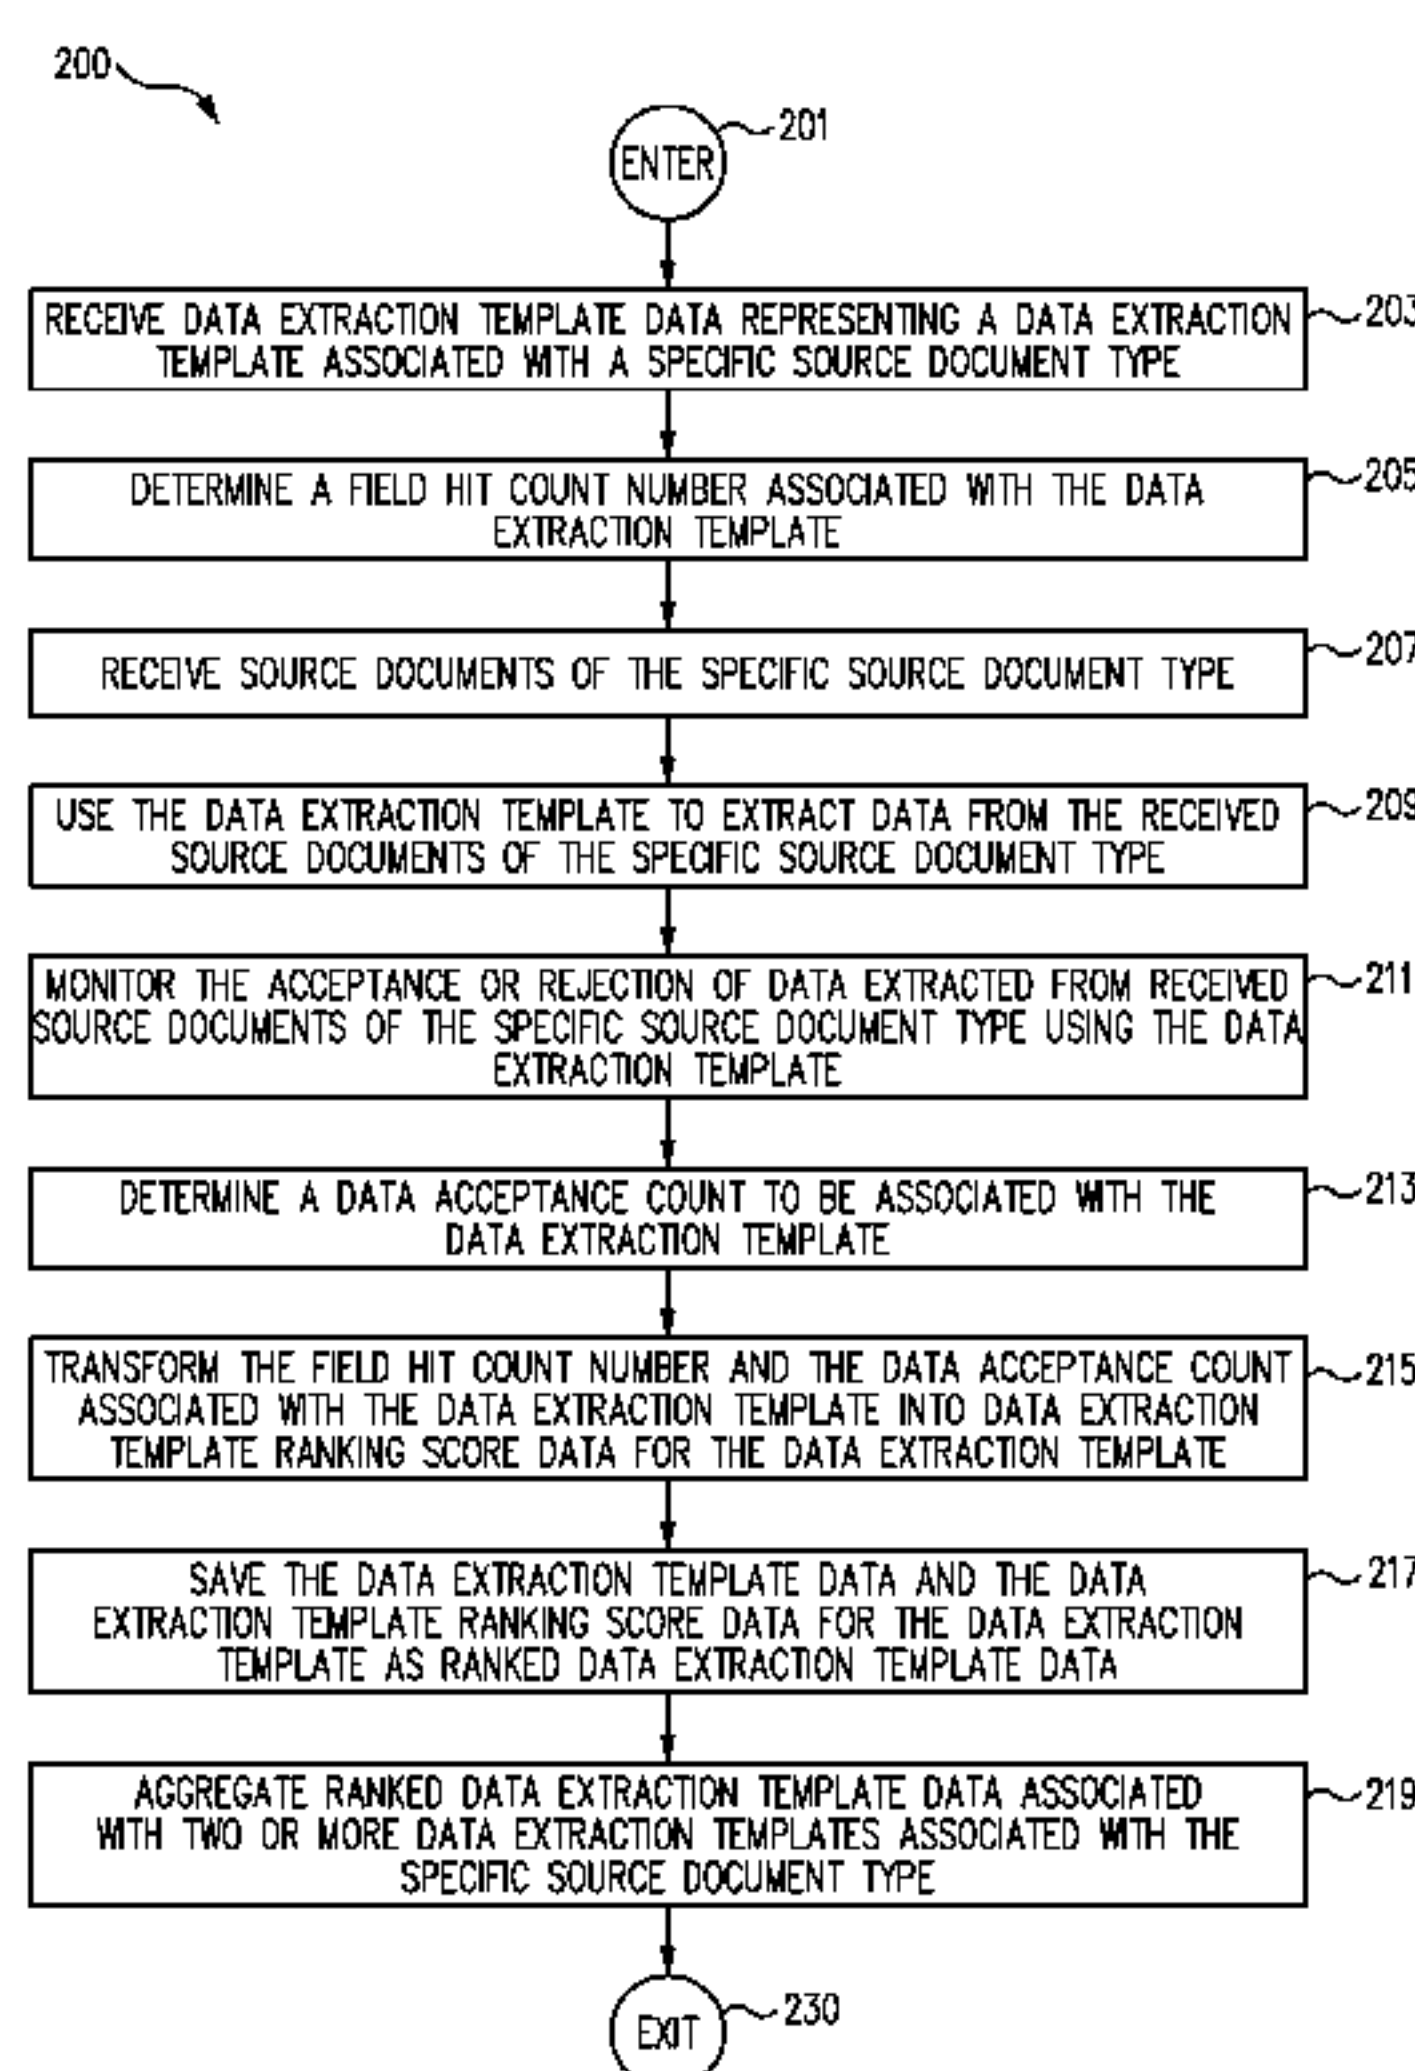 200
201
ENTER
RECEIVE DATA EXTRACTION TEMPLATE DATA REPRESENTING A DATA EXTRACTION
TEMPLATE ASSOCIATED WITH A SPECIFIC SOURCE DOCUMENT TYPE
203
DETERMINE A FIELD HIT COUNT NUMBER ASSOCIATED WITH THE DATA
EXTRACTION TEMPLATE
205
RECEIVE SOURCE DOCUMENTS OF THE SPECIFIC SOURCE DOCUMENT TYPE
207
USE THE DATA EXTRACTION TEMPLATE TO EXTRACT DATA FROM THE RECEIVED
SOURCE DOCUMENTS OF THE SPECIFIC SOURCE DOCUMENT TYPE
209
MONITOR THE ACCEPTANCE OR REJECTION OF DATA EXTRACTED FROM RECEIVED
SOURCE DOCUMENTS OF THE SPECIFIC SOURCE DOCUMENT TYPE USING THE DATA
EXTRACTION TEMPLATE
211
DETERMINE A DATA ACCEPTANCE COUNT TO BE ASSOCIATED WITH THE
DATA EXTRACTION TEMPLATE
213
TRANSFORM THE FIELD HIT COUNT NUMBER AND THE DATA ACCEPTANCE COUNT
ASSOCIATED WITH THE DATA EXTRACTION TEMPLATE INTO DATA EXTRACTION
TEMPLATE RANKING SCORE DATA FOR THE DATA EXTRACTION TEMPLATE
215
SAVE THE DATA EXTRACTION TEMPLATE DATA AND THE DATA
EXTRACTION TEMPLATE RANKING SCORE DATA FOR THE DATA EXTRACTION
TEMPLATE AS RANKED DATA EXTRACTION TEMPLATE DATA
217
AGGREGATE RANKED DATA EXTRACTION TEMPLATE DATA ASSOCIATED
WITH TWO OR MORE DATA EXTRACTION TEMPLATES ASSOCIATED WITH THE
SPECIFIC SOURCE DOCUMENT TYPE
219
EXIT
230